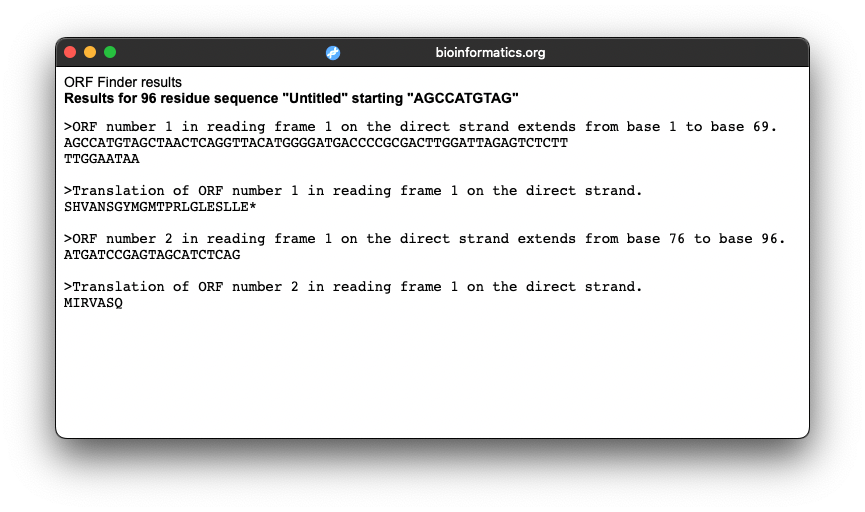 bioinformatics.org
ORF Finder results
Results for 96 residue sequence "Untitled" starting "AGCCATGTAG"
>ORF number 1 in reading frame 1 on the direct strand extends from base 1 to base 69.
AGCCATGTAGCTAACTCAGGTTACATGGGGATGACCCCGCGACTTGGATTAGAGTCTCTT
TTGGAATAA
>Translation of ORF number 1 in reading frame 1 on the direct strand.
SHVANSGYMGMTPRLGLESLLE*
>ORF number 2 in reading frame 1 on the direct strand extends from base 76 to base 96.
ATGATCCGAGTAGCATCTCAG
>Translation of ORF number 2 in reading frame 1 on the direct strand.
MIRVASQ